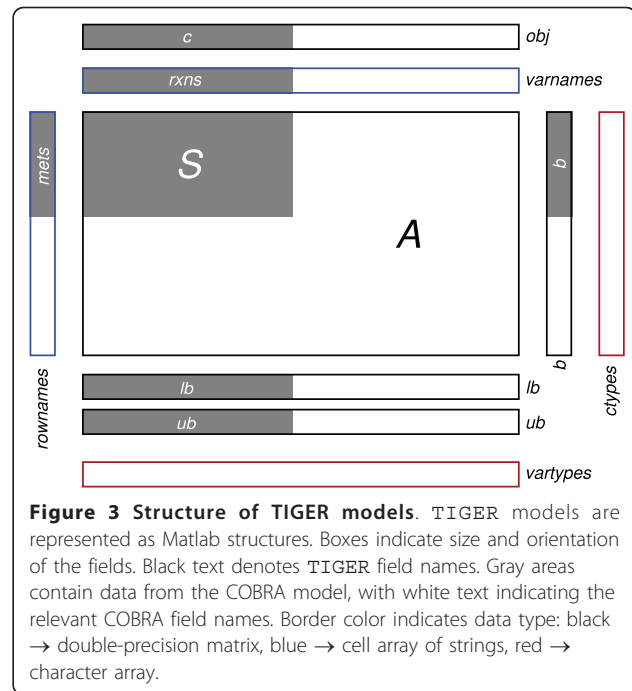 c obj
rxns varnames
mets
S
b
A
rownames
b
ctypes
lb lb
ub ub
vartypes
Figure 3 Structure of TIGER models. TIGER models are
represented as Matlab structures. Boxes indicate size and orientation
of the fields. Black text denotes TIGER field names. Gray areas
contain data from the COBRA model, with white text indicating the
relevant COBRA field names. Border color indicates data type: black
→ double-precision matrix, blue → cell array of strings, red →
character array.